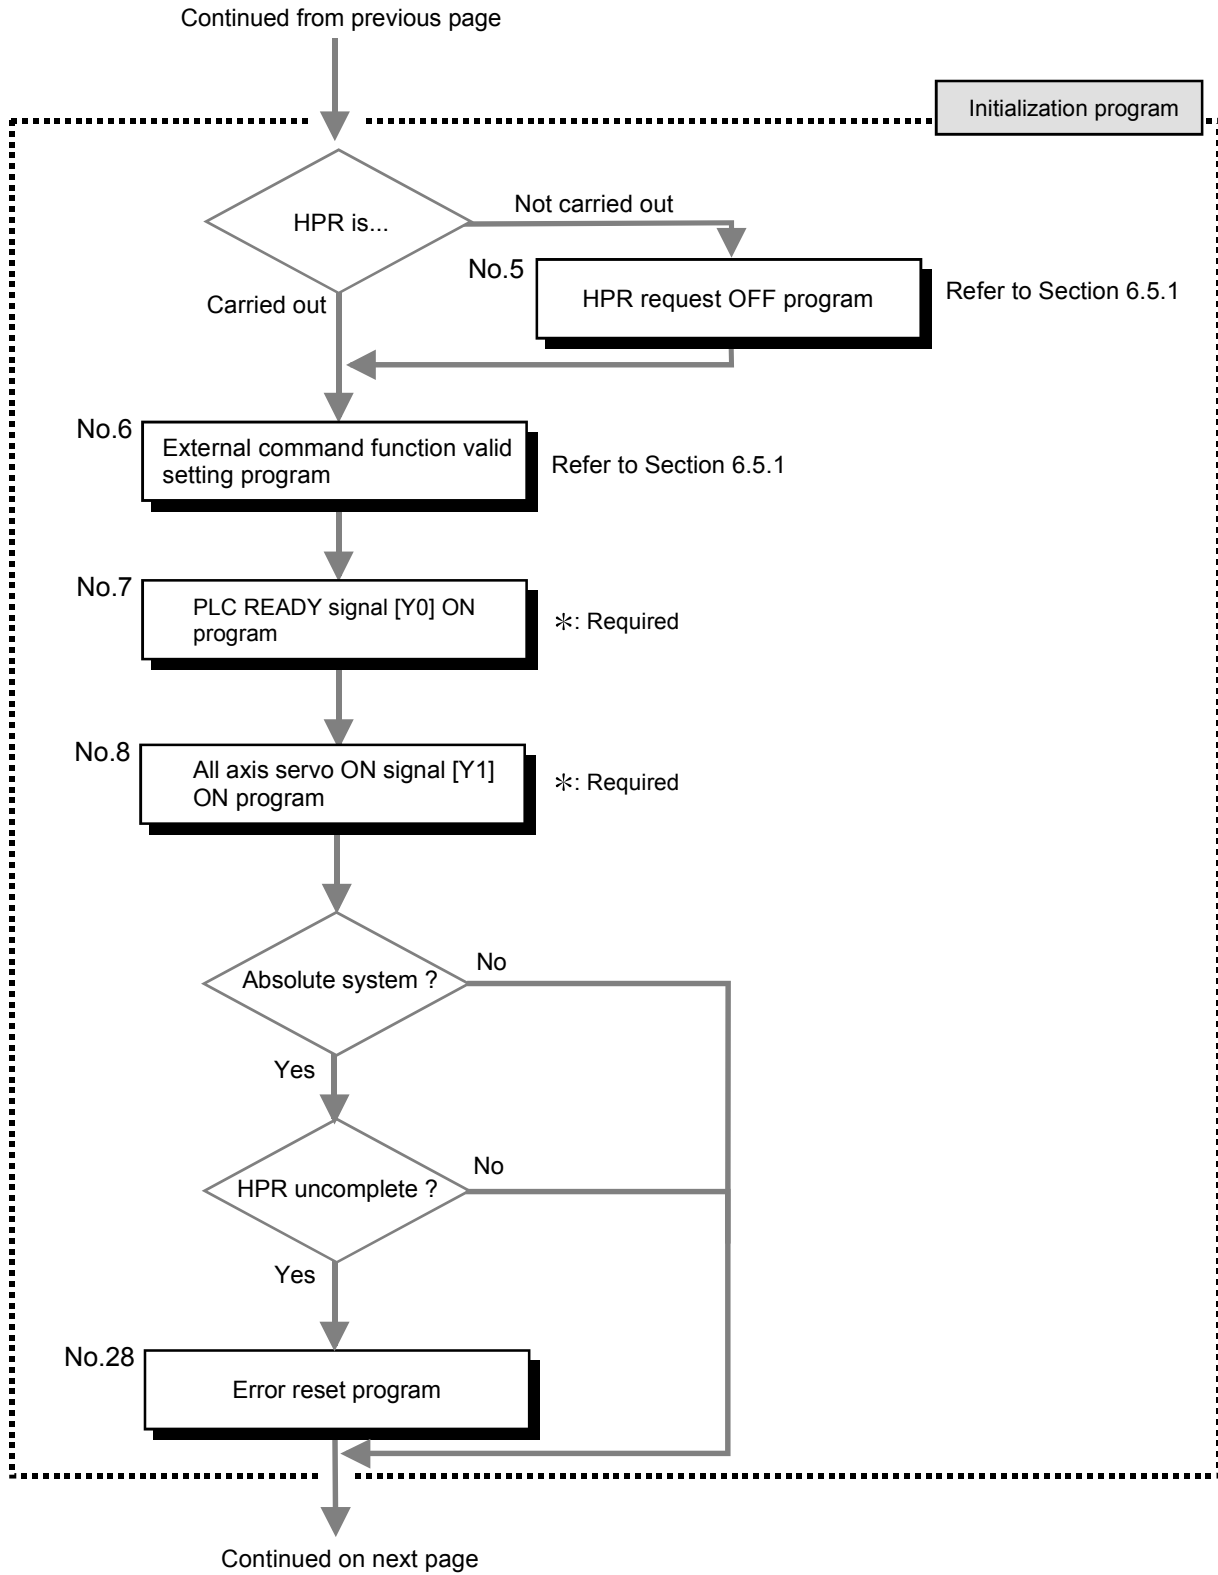 Continued from previous page
Initialization program
HPR is...
Not carried out
No.5
HPR request OFF program
Refer to Section 6.5.1
Carried out
No.6
External command function valid
setting program
Refer to Section 6.5.1
No.7
PLC READY signal [Y0] ON
program
＊: Required
No.8
All axis servo ON signal [Y1]
ON program
＊: Required
Absolute system ?
No
Yes
HPR uncomplete ?
No
Yes
No.28
Error reset program
Continued on next page